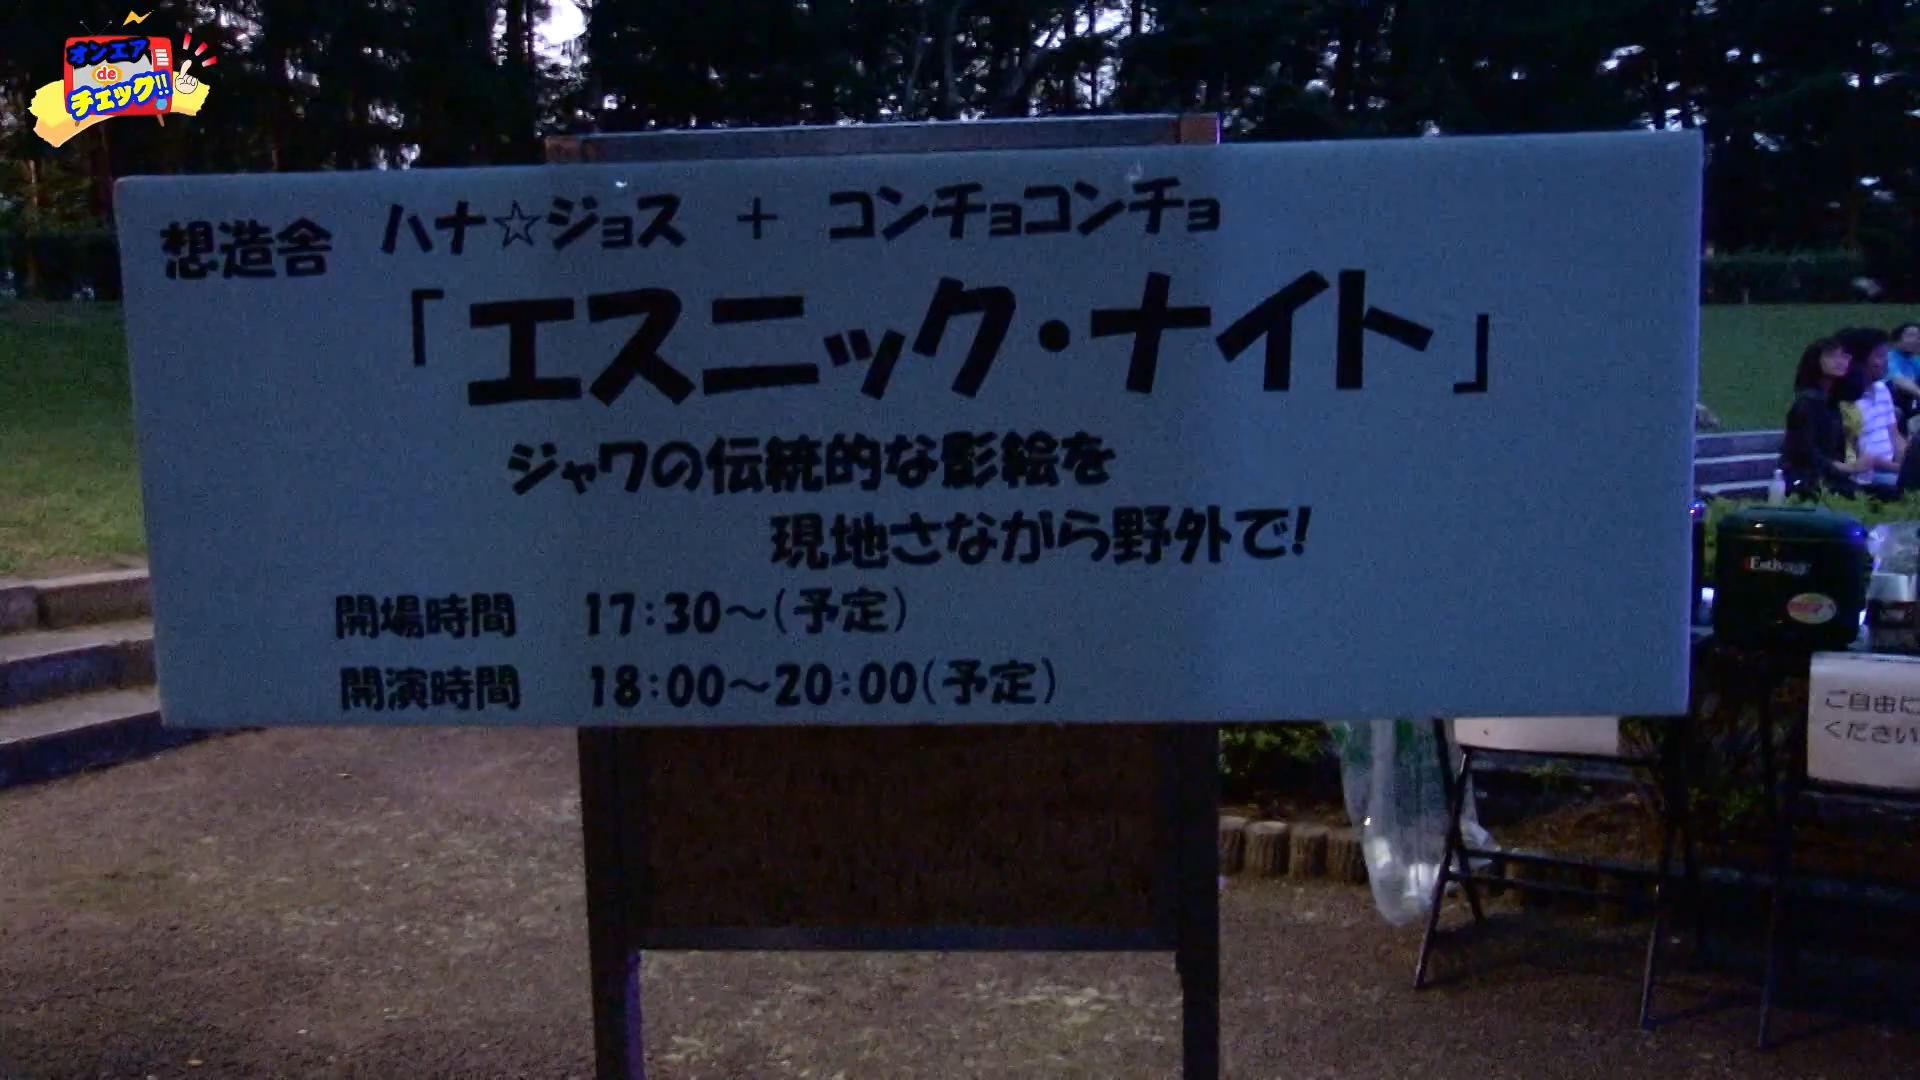 オンエア
de
チェック!!
想造舎 ハナ☆ジョス + コンチョコンチョ
「エスニック・ナイト」
ジャワの伝統的な影絵を
現地さながら野外で!
開場時間 17:30～(予定)
開演時間 18:00～20:00(予定)
ご自由に
ください